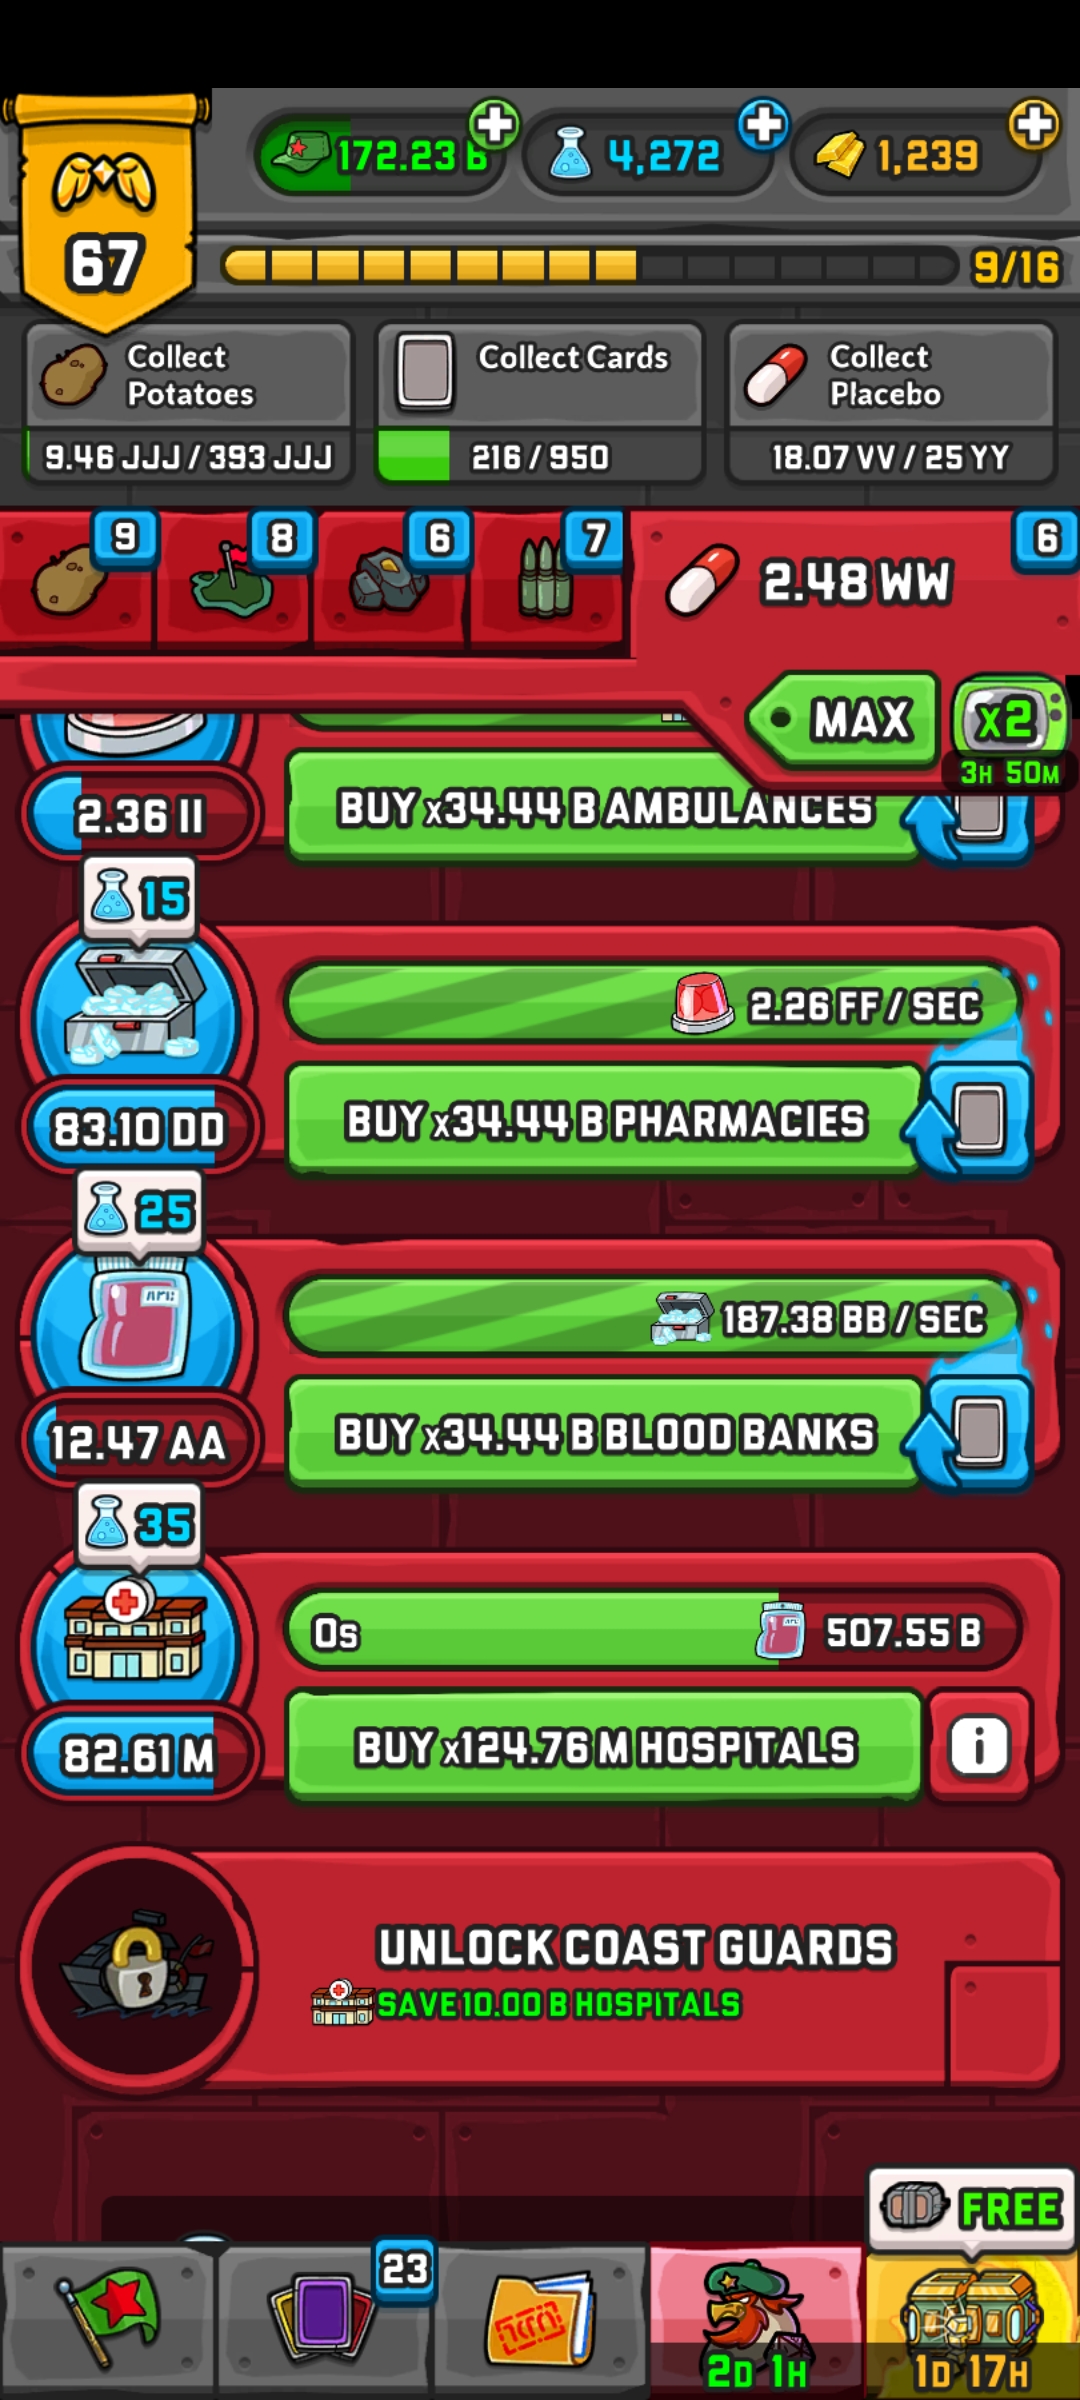 172.23 B
4,272
1,239
67
9/16
Collect
Potatoes
9.46 JJJ / 393 JJJ
Collect Cards
216 / 950
Collect
Placebo
18.07 VV / 25 YY
9
8
6
7
2.48 WW
6
MAX
x2
3H 50M
2.36 II
BUY x34.44 B AMBULANCES
15
2.26 FF / SEC
83.10 DD
BUY x34.44 B PHARMACIES
25
187.38 BB / SEC
12.47 AA
BUY x34.44 B BLOOD BANKS
35
0s
507.55 B
82.61 M
BUY x124.76 M HOSPITALS
i
UNLOCK COAST GUARDS
SAVE 10.00 B HOSPITALS
FREE
23
2D 1H
1D 17H